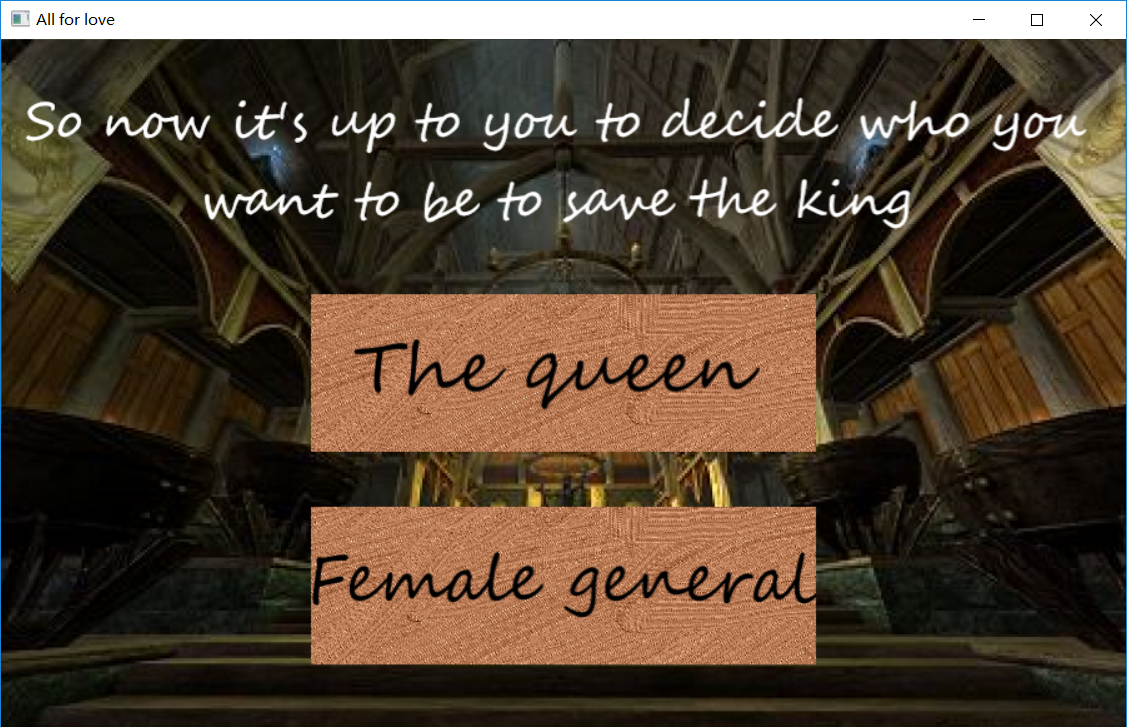 All for love
So now it's up to you to decide who you
want to be to save the king
The queen
Female general